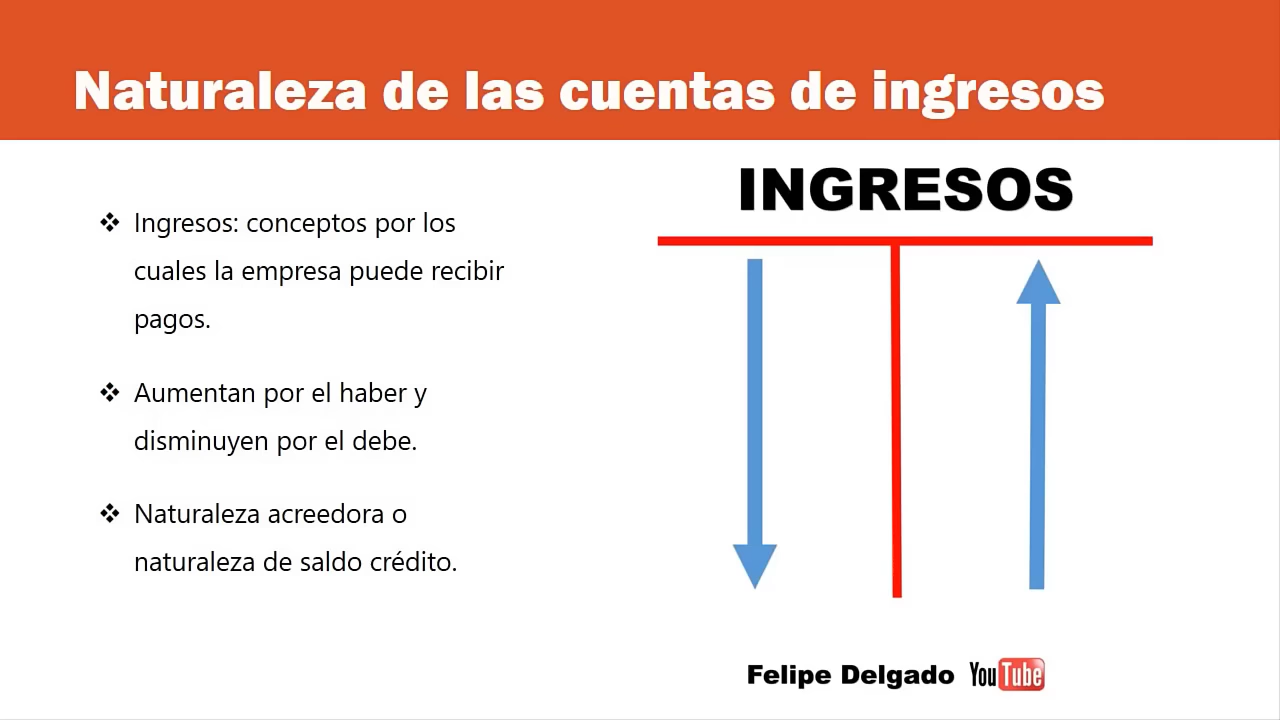 Naturaleza de las cuentas de ingresos
Ingresos: conceptos por los
cuales la empresa puede recibir
pagos.
Aumentan por el haber y
disminuyen por el debe.
Naturaleza acreedora o
naturaleza de saldo crédito.
INGRESOS
Felipe Delgado YouTube